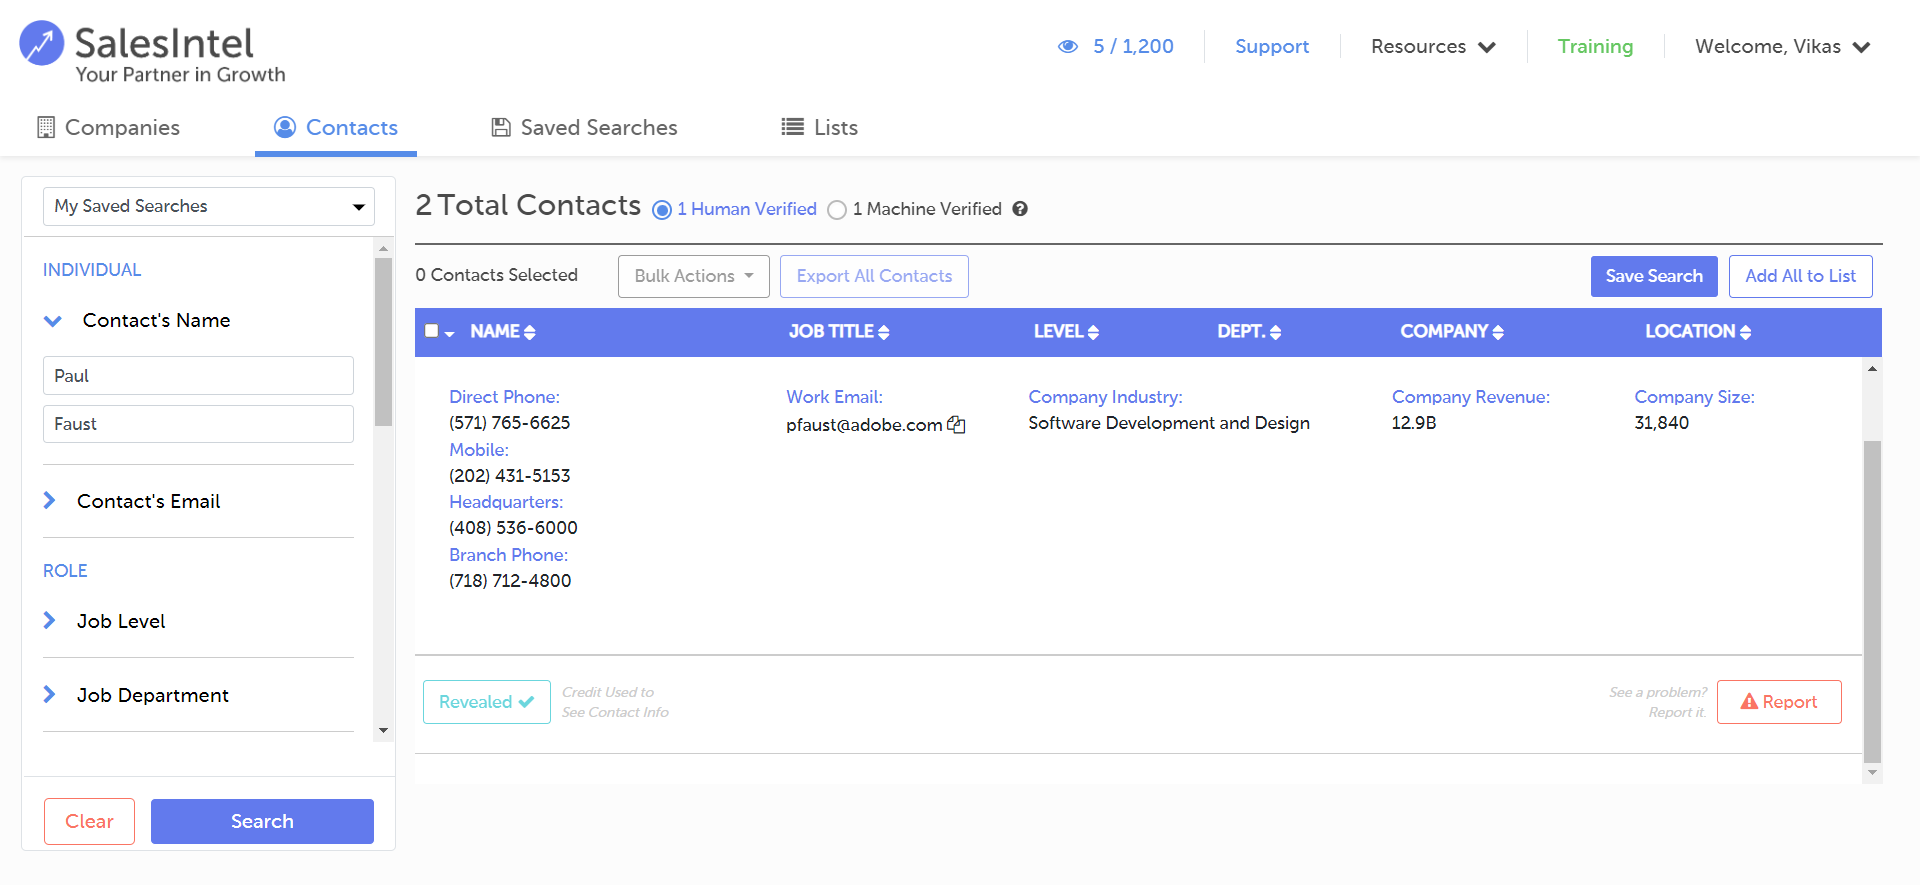 SalesIntel
Your Partner in Growth
5 / 1,200
Support
Resources
Training
Welcome, Vikas
Companies
Contacts
Saved Searches
Lists
My Saved Searches
INDIVIDUAL
Contact's Name
Paul
Faust
Contact's Email
ROLE
Job Level
Job Department
Clear
Search
2 Total Contacts
1 Human Verified
1 Machine Verified
0 Contacts Selected
Bulk Actions
Export All Contacts
Save Search
Add All to List
NAME
JOB TITLE
LEVEL
DEPT.
COMPANY
LOCATION
Direct Phone:
(571) 765-6625
Mobile:
(202) 431-5153
Headquarters:
(408) 536-6000
Branch Phone:
(718) 712-4800
Work Email:
pfaust@adobe.com
Company Industry:
Software Development and Design
Company Revenue:
12.9B
Company Size:
31,840
Revealed
Credit Used to
See Contact Info
See a problem?
Report it.
Report